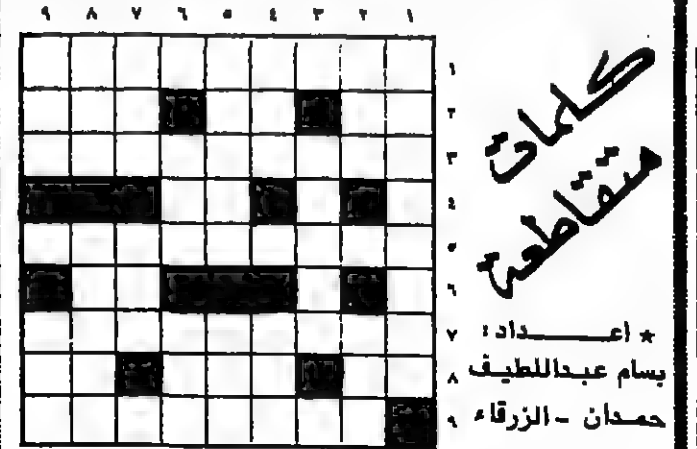 ٩ ٨ ٧ ٦ ٥ ٤ ٣ ٢ ١
١
٢
٣
٤
٥
٦
٧
٨
٩
كلمات
متقاطعة
* اعـــــــداد :
بسام عبداللطيف
حمدان - الزرقاء